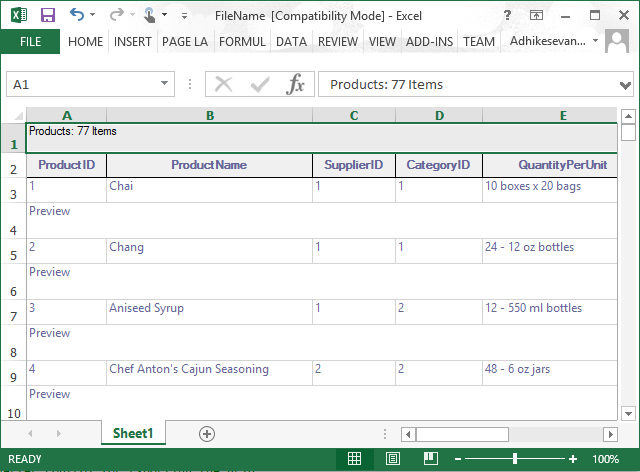 FileName [Compatibility Mode] - Excel
FILE HOME INSERT PAGE LA FORMUL DATA REVIEW VIEW ADD-INS TEAM Adhikesevan...
A1 fx Products: 77 Items
A B C D E
1 Products: 77 Items
2 ProductID ProductName SupplierID CategoryID QuantityPerUnit
3 1 Chai 1 1 10 boxes x 20 bags
4 Preview
5 2 Chang 1 1 24 - 12 oz bottles
6 Preview
7 3 Aniseed Syrup 1 2 12 - 550 ml bottles
8 Preview
9 4 Chef Anton's Cajun Seasoning 2 2 48 - 6 oz jars
10 Preview
Sheet1
READY 100%